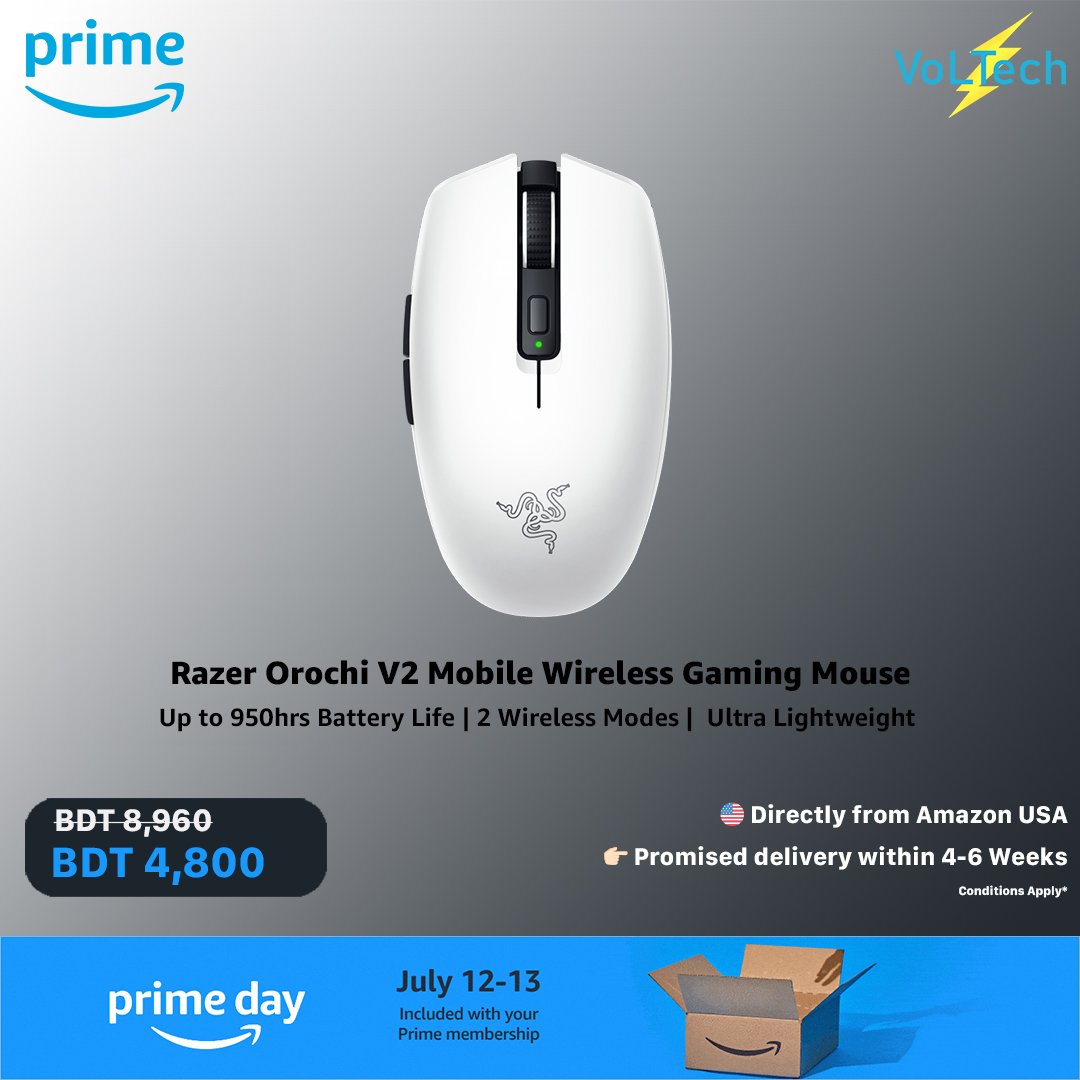 prime
VoLTech
Razer Orochi V2 Mobile Wireless Gaming Mouse
Up to 950hrs Battery Life | 2 Wireless Modes | Ultra Lightweight
BDT 8,960
BDT 4,800
🇺🇸 Directly from Amazon USA
👉🏻 Promised delivery within 4-6 Weeks
Conditions Apply*
prime day
July 12-13
Included with your
Prime membership